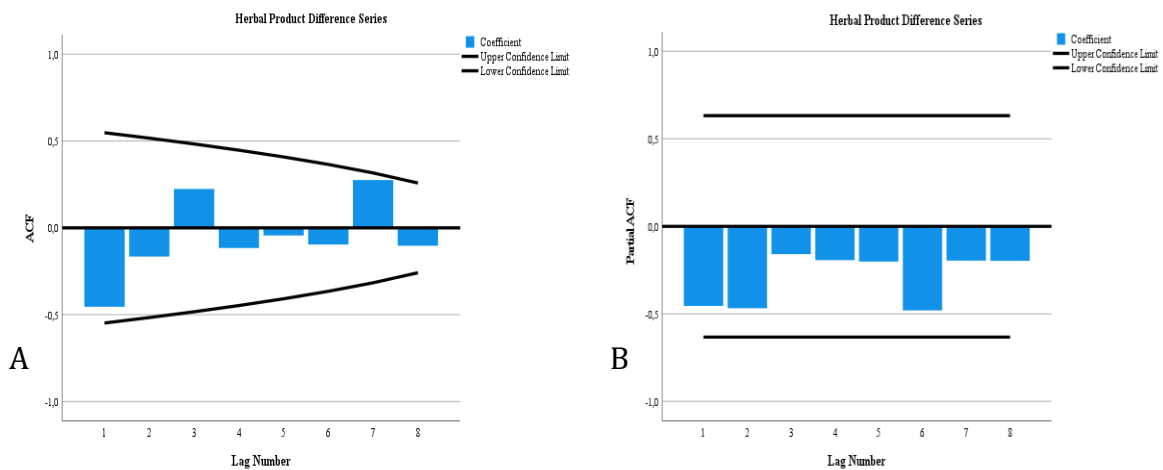 Herbal Product Difference Series
Coefficient
Upper Confidence Limit
Lower Confidence Limit
1,0
0,5
0,0
-0,5
-1,0
ACF
1 2 3 4 5 6 7 8
Lag Number
A
Herbal Product Difference Series
Coefficient
Upper Confidence Limit
Lower Confidence Limit
1,0
0,5
0,0
-0,5
-1,0
Partial ACF
1 2 3 4 5 6 7 8
Lag Number
B